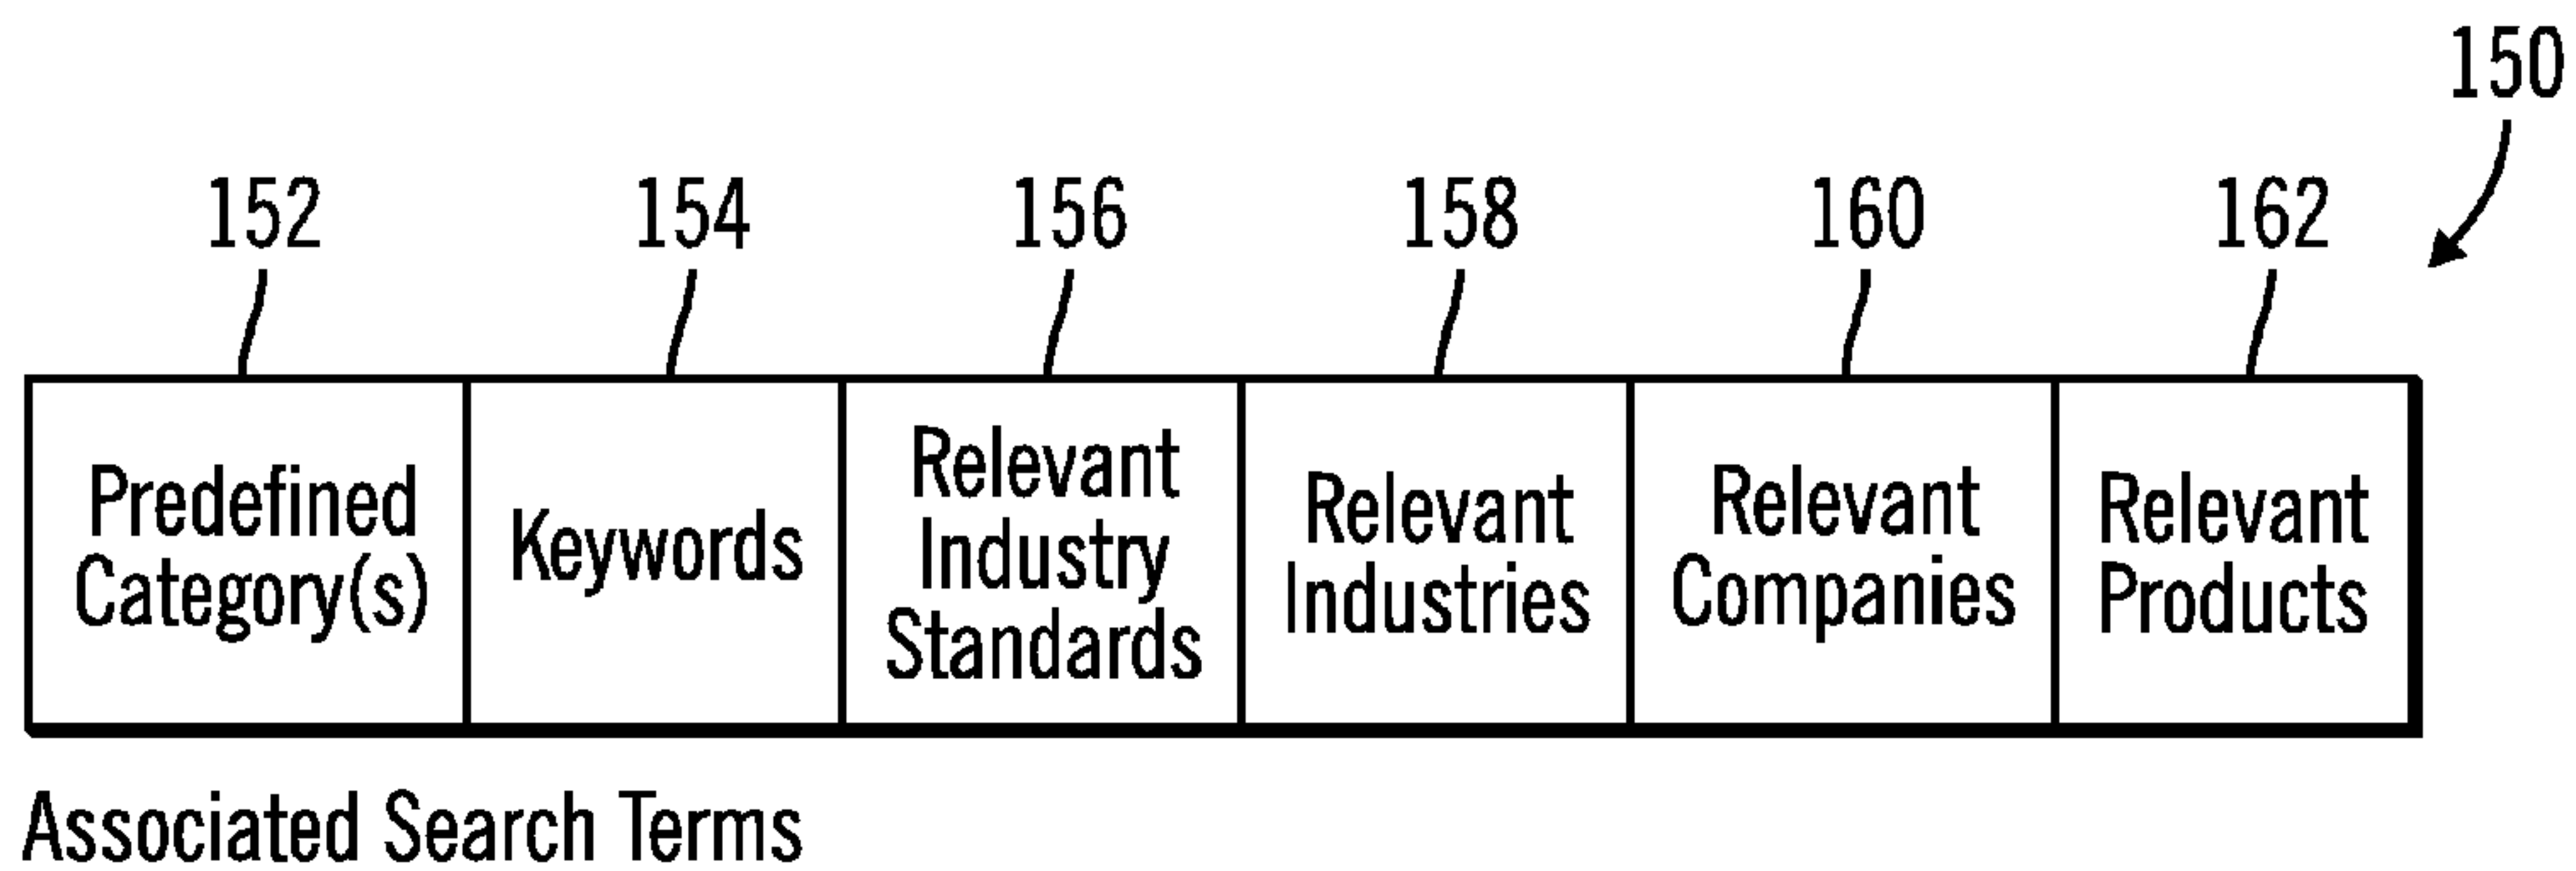 150
152 154 156 158 160 162
Predefined
Category(s)
Keywords
Relevant
Industry
Standards
Relevant
Industries
Relevant
Companies
Relevant
Products
Associated Search Terms